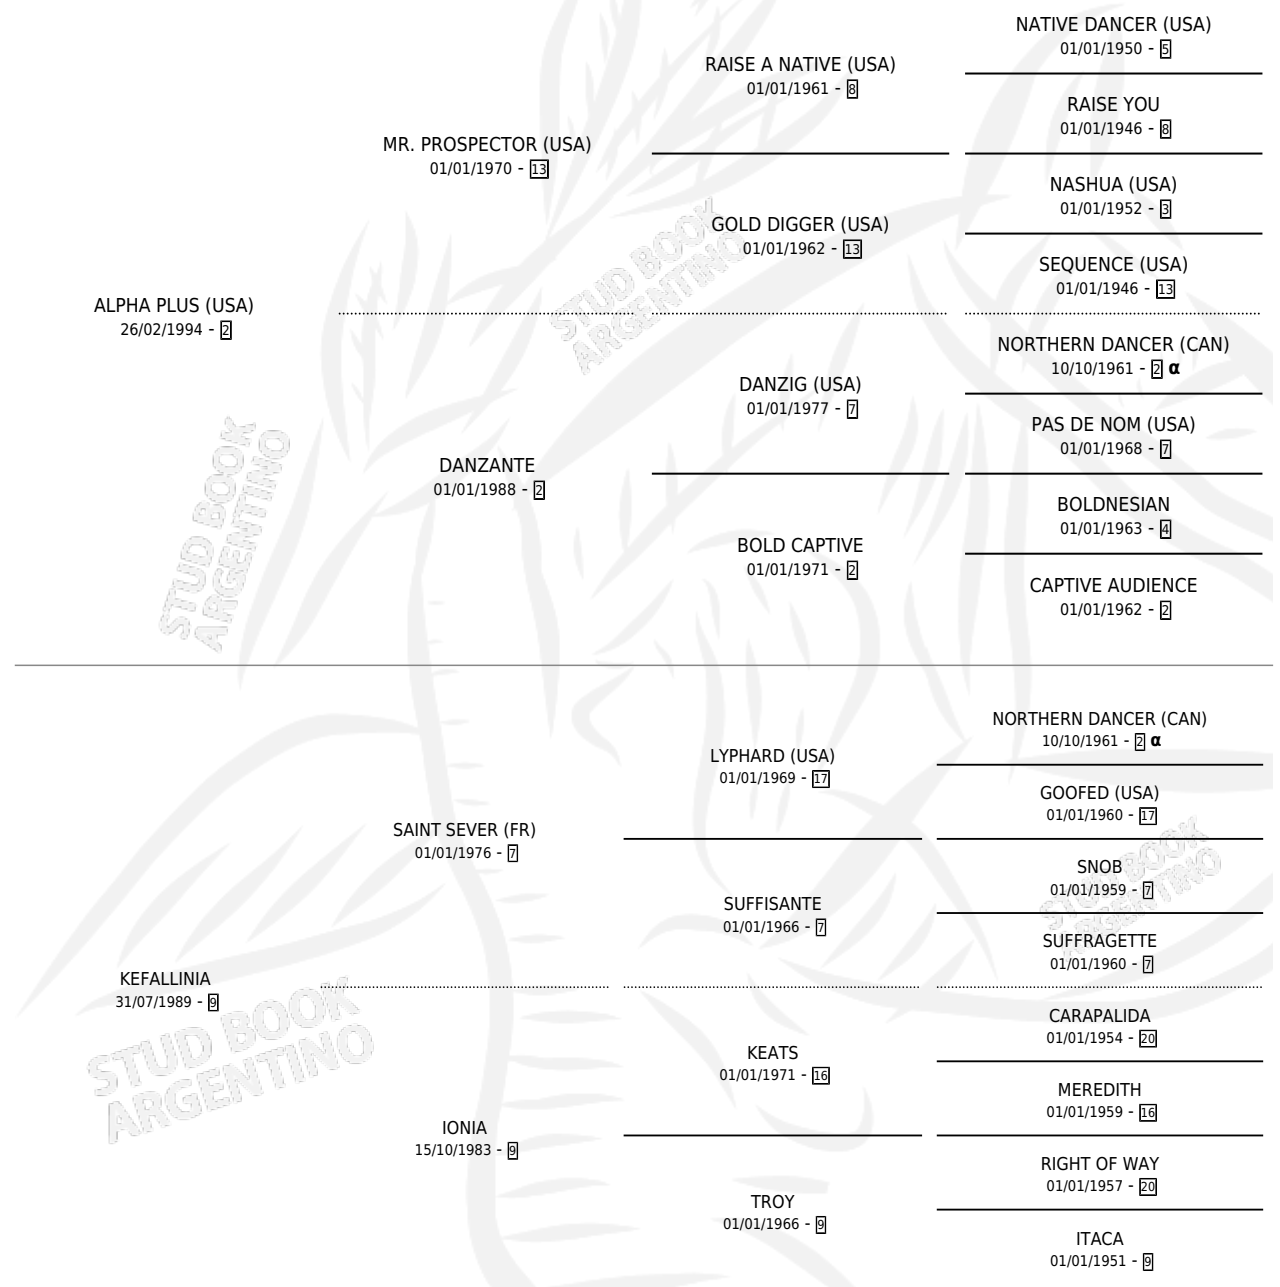 NATIVE DANCER (USA)
01/01/1950 - 5
RAISE A NATIVE (USA)
01/01/1961 - 8
RAISE YOU
01/01/1946 - 8
MR. PROSPECTOR (USA)
01/01/1970 - 13
NASHUA (USA)
01/01/1952 - 3
GOLD DIGGER (USA)
01/01/1962 - 13
SEQUENCE (USA)
01/01/1946 - 13
STUD BOOK
ARGENTINO
ALPHA PLUS (USA)
26/02/1994 - 2
NORTHERN DANCER (CAN)
10/10/1961 - 2 α
DANZIG (USA)
01/01/1977 - 7
PAS DE NOM (USA)
01/01/1968 - 7
DANZANTE
01/01/1988 - 2
BOLDNESIAN
01/01/1963 - 4
BOLD CAPTIVE
01/01/1971 - 2
CAPTIVE AUDIENCE
01/01/1962 - 2
STUD BOOK
ARGENTINO
NORTHERN DANCER (CAN)
10/10/1961 - 2 α
LYPHARD (USA)
01/01/1969 - 17
GOOFED (USA)
01/01/1960 - 17
SAINT SEVER (FR)
01/01/1976 - 7
SNOB
01/01/1959 - 7
SUFFISANTE
01/01/1966 - 7
SUFFRAGETTE
01/01/1960 - 7
STUD BOOK
ARGENTINO
KEFALLINIA
31/07/1989 - 9
CARAPALIDA
01/01/1954 - 20
KEATS
01/01/1971 - 16
MEREDITH
01/01/1959 - 16
STUD BOOK
ARGENTINO
IONIA
15/10/1983 - 9
RIGHT OF WAY
01/01/1957 - 20
TROY
01/01/1966 - 9
ITACA
01/01/1951 - 9